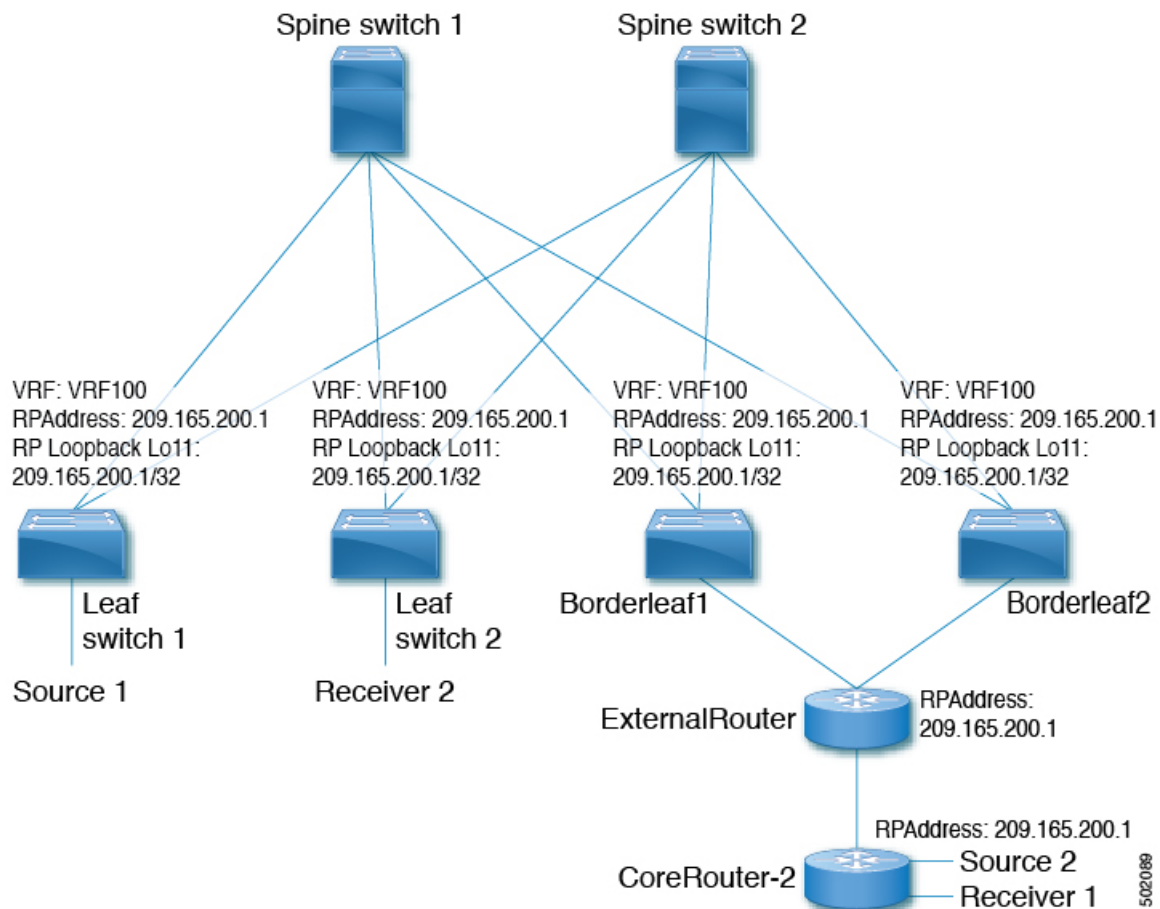 Spine switch 1
Spine switch 2
VRF: VRF100
RPAddress: 209.165.200.1
RP Loopback Lo11:
209.165.200.1/32
VRF: VRF100
RPAddress: 209.165.200.1
RP Loopback Lo11:
209.165.200.1/32
VRF: VRF100
RPAddress: 209.165.200.1
RP Loopback Lo11:
209.165.200.1/32
VRF: VRF100
RPAddress: 209.165.200.1
RP Loopback Lo11:
209.165.200.1/32
Leaf
switch 1
Source 1
Leaf
switch 2
Receiver 2
Borderleaf1
Borderleaf2
ExternalRouter
RPAddress:
209.165.200.1
RPAddress: 209.165.200.1
CoreRouter-2
Source 2
Receiver 1
502089